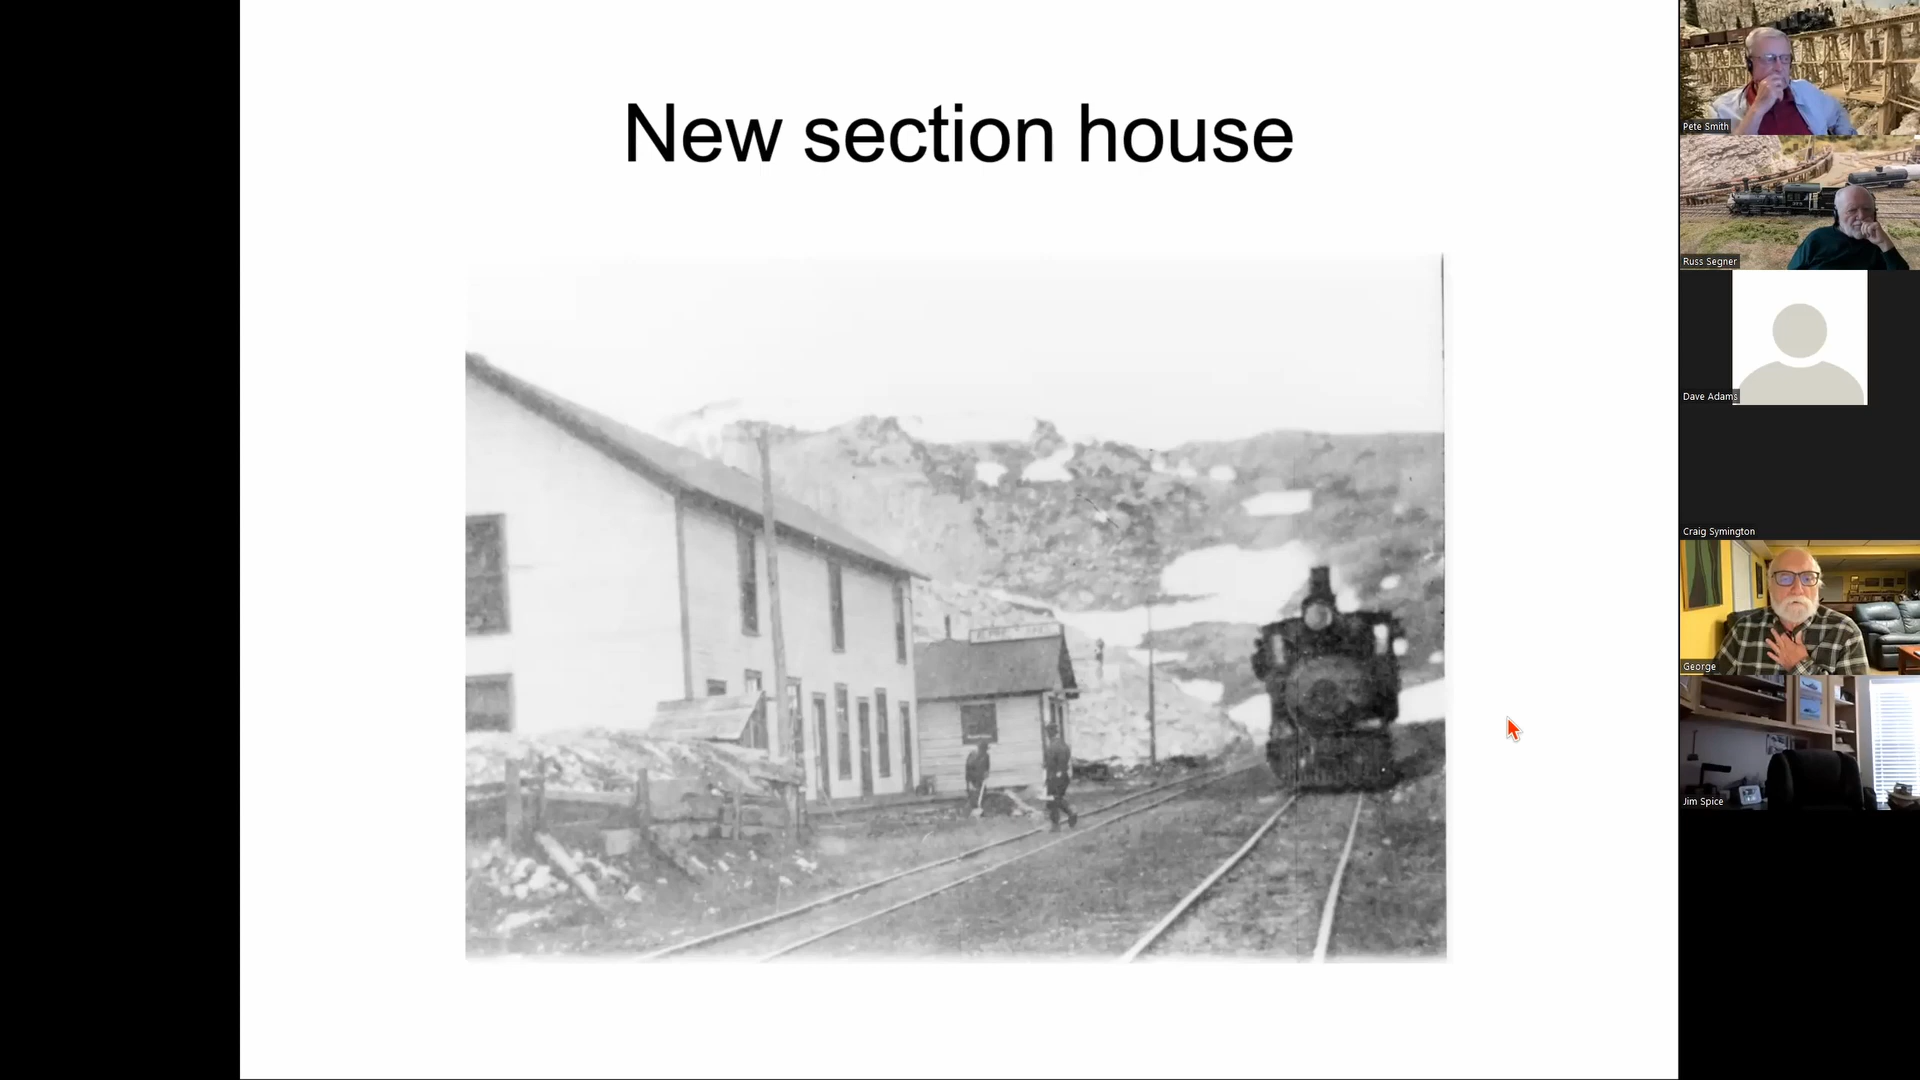 New section house
Pete Smith
Russ Segner
Dave Adams
Craig Symington
George
Jim Spice